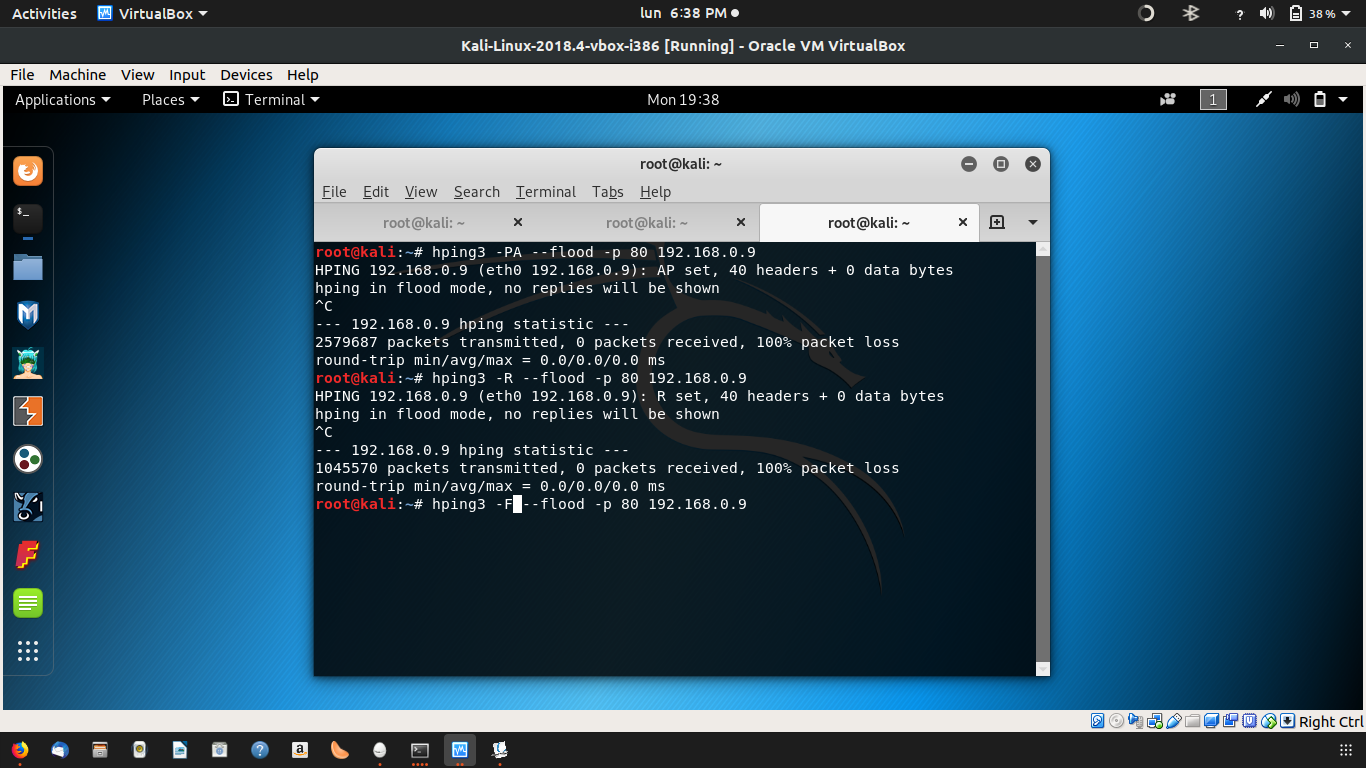 Activities VirtualBox lun 6:38 PM ? 38 %
Kali-Linux-2018.4-vbox-i386 [Running] - Oracle VM VirtualBox
File Machine View Input Devices Help
Applications Places Terminal Mon 19:38 1
root@kali: ~
File Edit View Search Terminal Tabs Help
root@kali: ~ root@kali: ~ root@kali: ~
root@kali:~# hping3 -PA --flood -p 80 192.168.0.9
HPING 192.168.0.9 (eth0 192.168.0.9): AP set, 40 headers + 0 data bytes
hping in flood mode, no replies will be shown
^C
--- 192.168.0.9 hping statistic ---
2579687 packets transmitted, 0 packets received, 100% packet loss
round-trip min/avg/max = 0.0/0.0/0.0 ms
root@kali:~# hping3 -R --flood -p 80 192.168.0.9
HPING 192.168.0.9 (eth0 192.168.0.9): R set, 40 headers + 0 data bytes
hping in flood mode, no replies will be shown
^C
--- 192.168.0.9 hping statistic ---
1045570 packets transmitted, 0 packets received, 100% packet loss
round-trip min/avg/max = 0.0/0.0/0.0 ms
root@kali:~# hping3 -F --flood -p 80 192.168.0.9
Right Ctrl